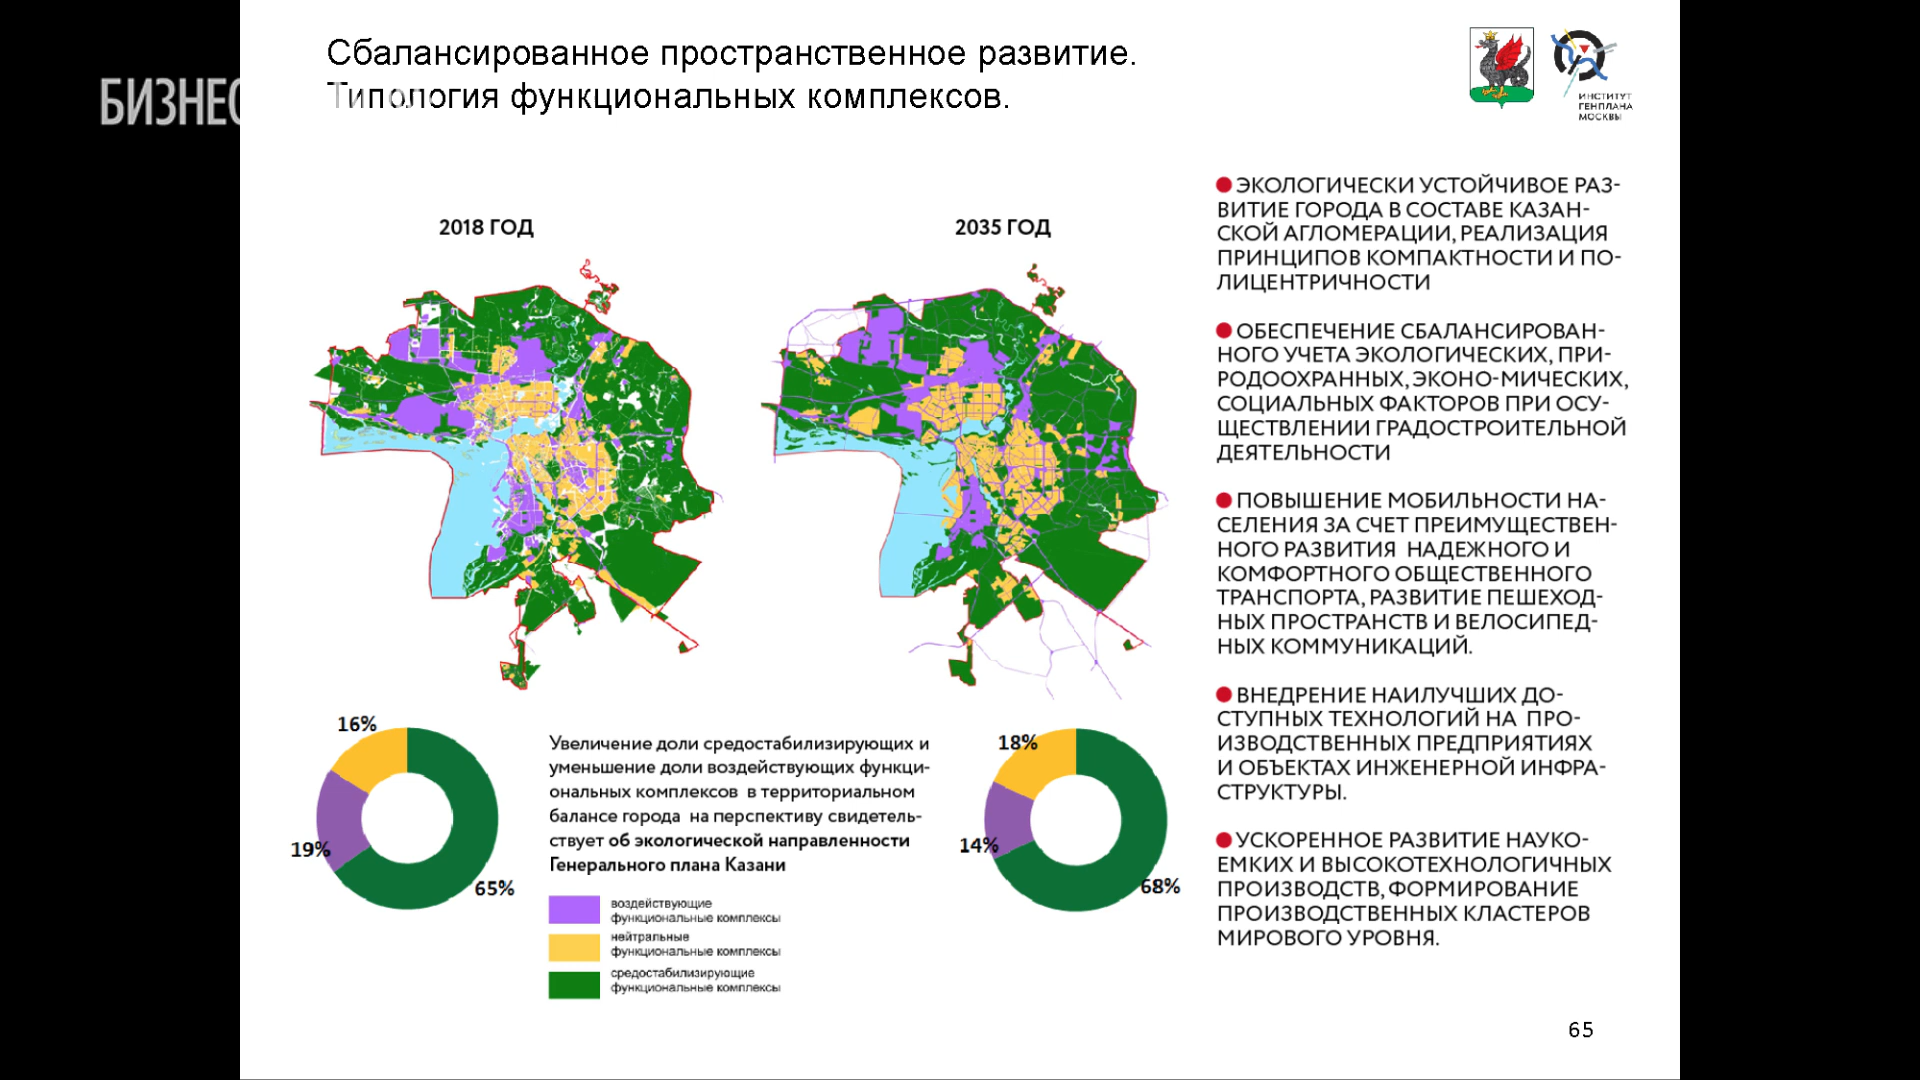 Сбалансированное пространственное развитие.
БИЗНЕС
Типология функциональных комплексов.
ИНСТИТУТ
ГЕНПЛАНА
МОСКВЫ
2018 ГОД
2035 ГОД
16%
19%
65%
Увеличение доли средостабилизирующих и
уменьшение доли воздействующих функци-
ональных комплексов в территориальном
балансе города на перспективу свидетель-
ствует об экологической направленности
Генерального плана Казани
воздействующие
функциональные комплексы
нейтральные
функциональные комплексы
средостабилизирующие
функциональные комплексы
18%
14%
68%
ЭКОЛОГИЧЕСКИ УСТОЙЧИВОЕ РАЗ-
ВИТИЕ ГОРОДА В СОСТАВЕ КАЗАН-
СКОЙ АГЛОМЕРАЦИИ, РЕАЛИЗАЦИЯ
ПРИНЦИПОВ КОМПАКТНОСТИ И ПО-
ЛИЦЕНТРИЧНОСТИ
ОБЕСПЕЧЕНИЕ СБАЛАНСИРОВАН-
НОГО УЧЕТА ЭКОЛОГИЧЕСКИХ, ПРИ-
РОДООХРАННЫХ, ЭКОНО-МИЧЕСКИХ,
СОЦИАЛЬНЫХ ФАКТОРОВ ПРИ ОСУ-
ЩЕСТВЛЕНИИ ГРАДОСТРОИТЕЛЬНОЙ
ДЕЯТЕЛЬНОСТИ
ПОВЫШЕНИЕ МОБИЛЬНОСТИ НА-
СЕЛЕНИЯ ЗА СЧЕТ ПРЕИМУЩЕСТВЕН-
НОГО РАЗВИТИЯ НАДЕЖНОГО И
КОМФОРТНОГО ОБЩЕСТВЕННОГО
ТРАНСПОРТА, РАЗВИТИЕ ПЕШЕХОД-
НЫХ ПРОСТРАНСТВ И ВЕЛОСИПЕД-
НЫХ КОММУНИКАЦИЙ.
ВНЕДРЕНИЕ НАИЛУЧШИХ ДО-
СТУПНЫХ ТЕХНОЛОГИЙ НА ПРО-
ИЗВОДСТВЕННЫХ ПРЕДПРИЯТИЯХ
И ОБЪЕКТАХ ИНЖЕНЕРНОЙ ИНФРА-
СТРУКТУРЫ.
УСКОРЕННОЕ РАЗВИТИЕ НАУКО-
ЕМКИХ И ВЫСОКОТЕХНОЛОГИЧНЫХ
ПРОИЗВОДСТВ, ФОРМИРОВАНИЕ
ПРОИЗВОДСТВЕННЫХ КЛАСТЕРОВ
МИРОВОГО УРОВНЯ.
65